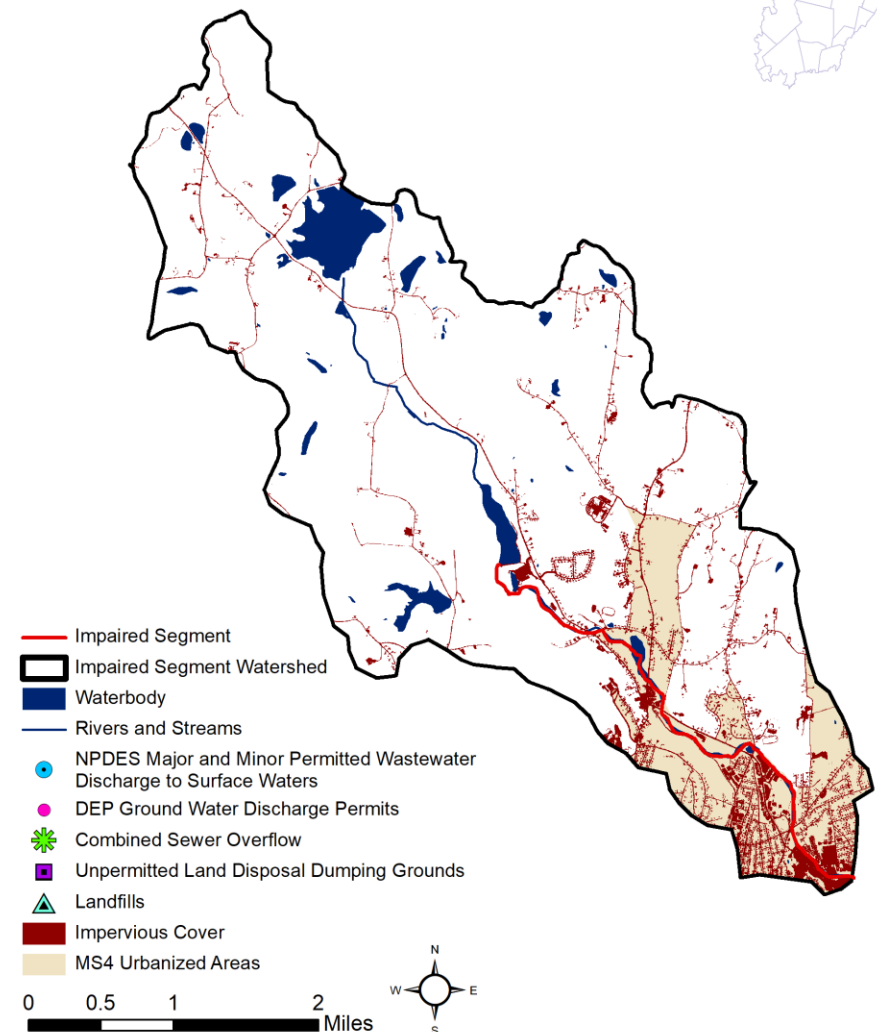 Impaired Segment
Impaired Segment Watershed
Waterbody
Rivers and Streams
NPDES Major and Minor Permitted Wastewater
Discharge to Surface Waters
DEP Ground Water Discharge Permits
Combined Sewer Overflow
Unpermitted Land Disposal Dumping Grounds
Landfills
Impervious Cover
MS4 Urbanized Areas
N
W E
S
0 0.5 1 2
Miles